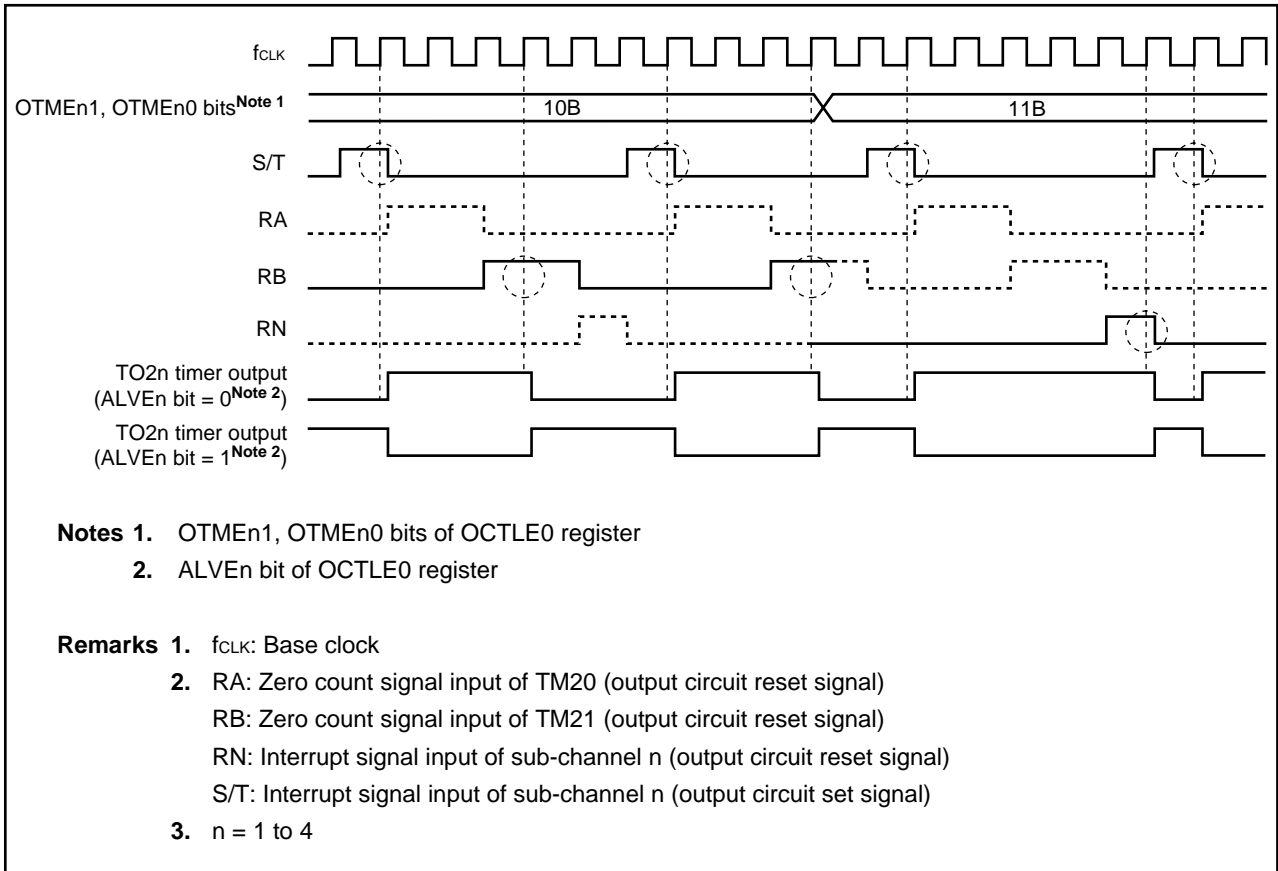 fCLK
OTMEn1, OTMEn0 bitsNote 1
10B
11B
S/T
RA
RB
RN
TO2n timer output
(ALVEn bit = 0Note 2)
TO2n timer output
(ALVEn bit = 1Note 2)
Notes 1. OTMEn1, OTMEn0 bits of OCTLE0 register
2. ALVEn bit of OCTLE0 register
Remarks 1. fCLK: Base clock
2. RA: Zero count signal input of TM20 (output circuit reset signal)
RB: Zero count signal input of TM21 (output circuit reset signal)
RN: Interrupt signal input of sub-channel n (output circuit reset signal)
S/T: Interrupt signal input of sub-channel n (output circuit set signal)
3. n = 1 to 4